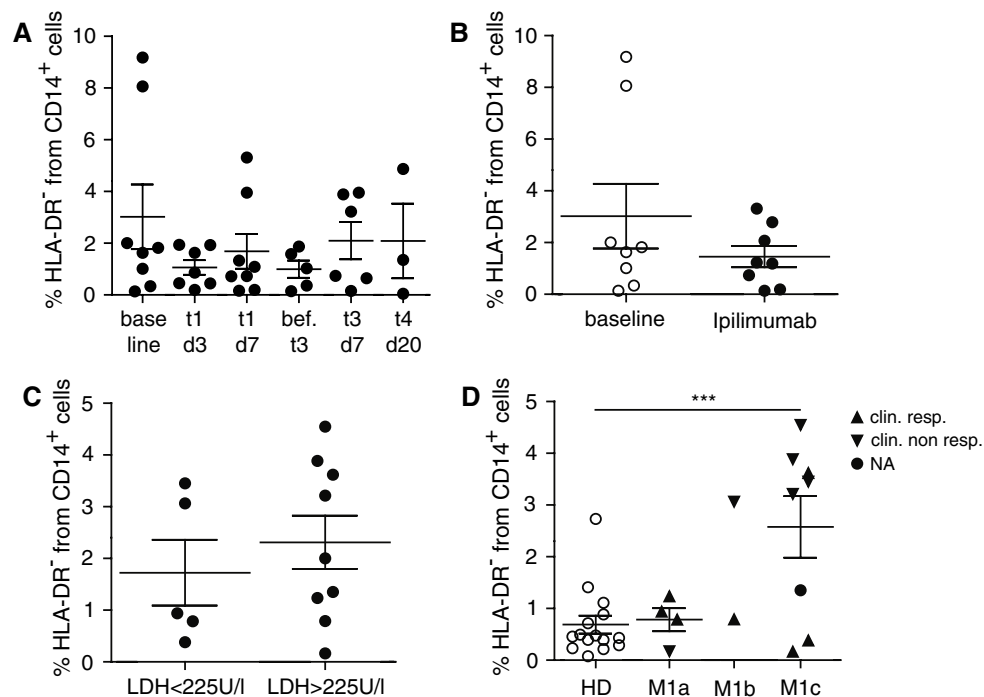 A
% HLA-DR⁻ from CD14⁺ cells
10
8
6
4
2
0
base line
t1 d3
t1 d7
bef. t3
t3 d7
t4 d20
B
% HLA-DR⁻ from CD14⁺ cells
10
8
6
4
2
0
baseline
Ipilimumab
C
% HLA-DR⁻ from CD14⁺ cells
5
4
3
2
1
0
LDH<225U/l
LDH>225U/l
D
% HLA-DR⁻ from CD14⁺ cells
5
4
3
2
1
0
***
HD
M1a
M1b
M1c
clin. resp.
clin. non resp.
NA